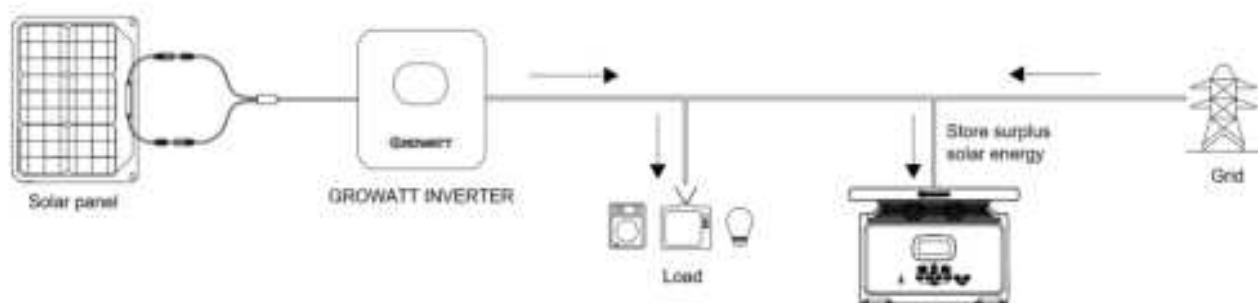 Solar panel
GROWATT
GROWATT INVERTER
Load
Store surplus
solar energy
Grid